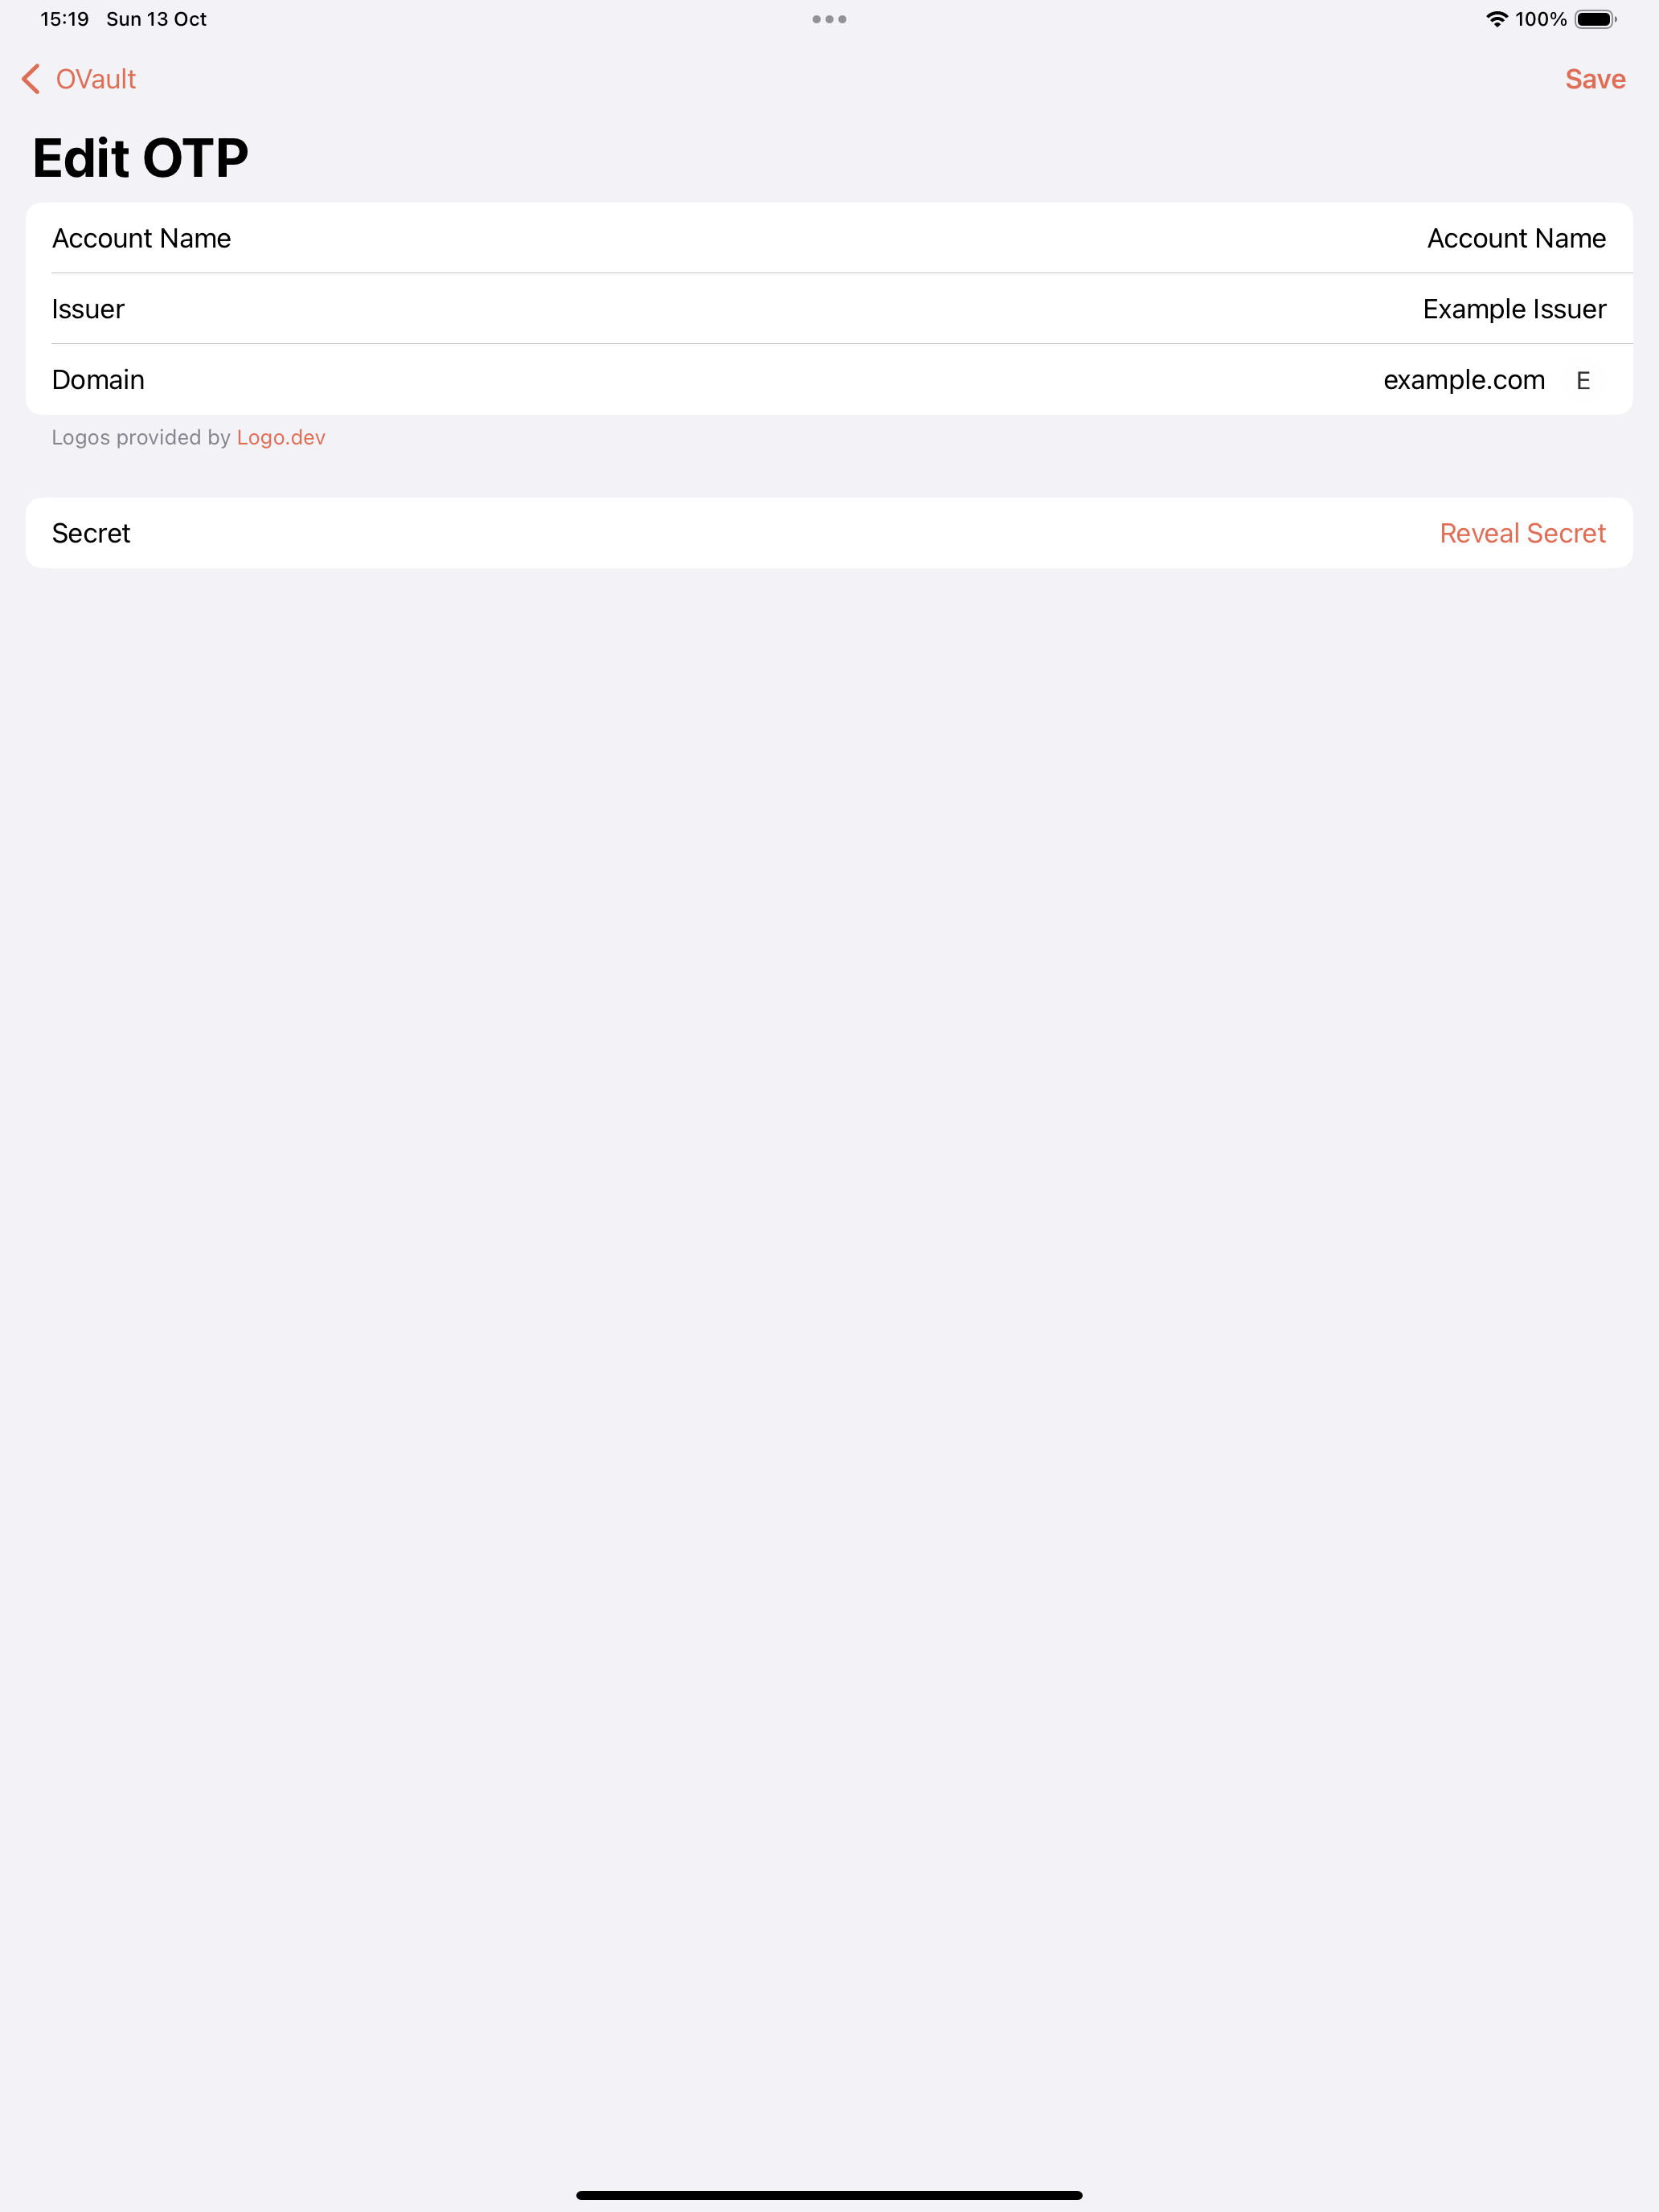 15:19 Sun 13 Oct 100%
OVault Save
Edit OTP
Account Name Account Name
Issuer Example Issuer
Domain example.com E
Logos provided by Logo.dev
Secret Reveal Secret